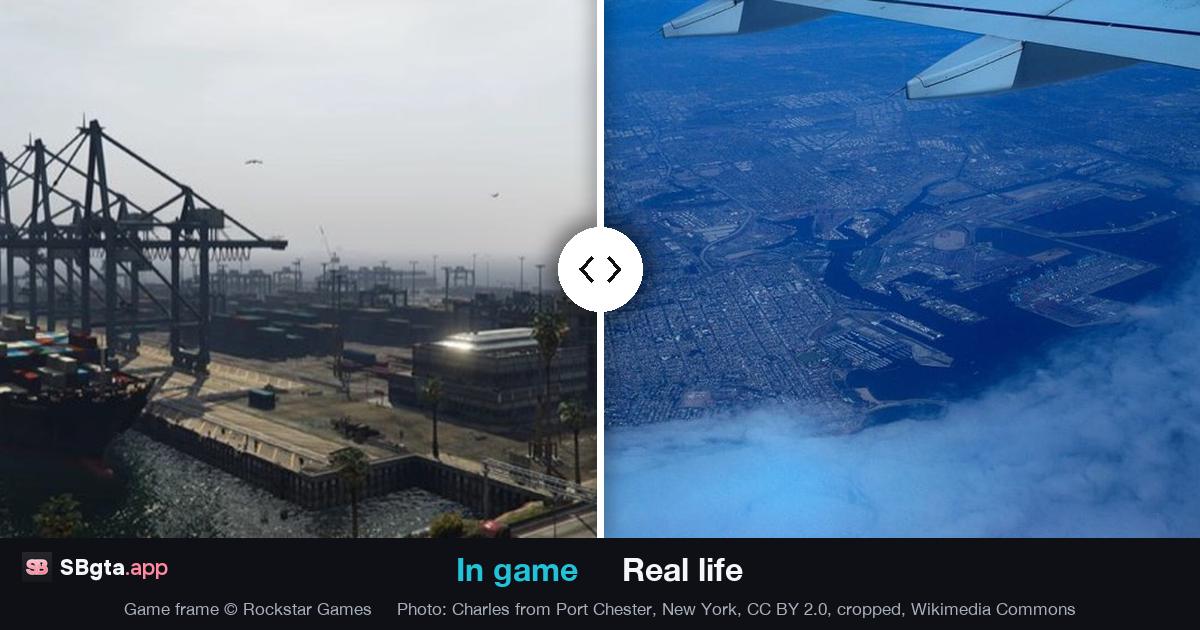 SB SBgta.app
In game Real life
Game frame © Rockstar Games Photo: Charles from Port Chester, New York, CC BY 2.0, cropped, Wikimedia Commons